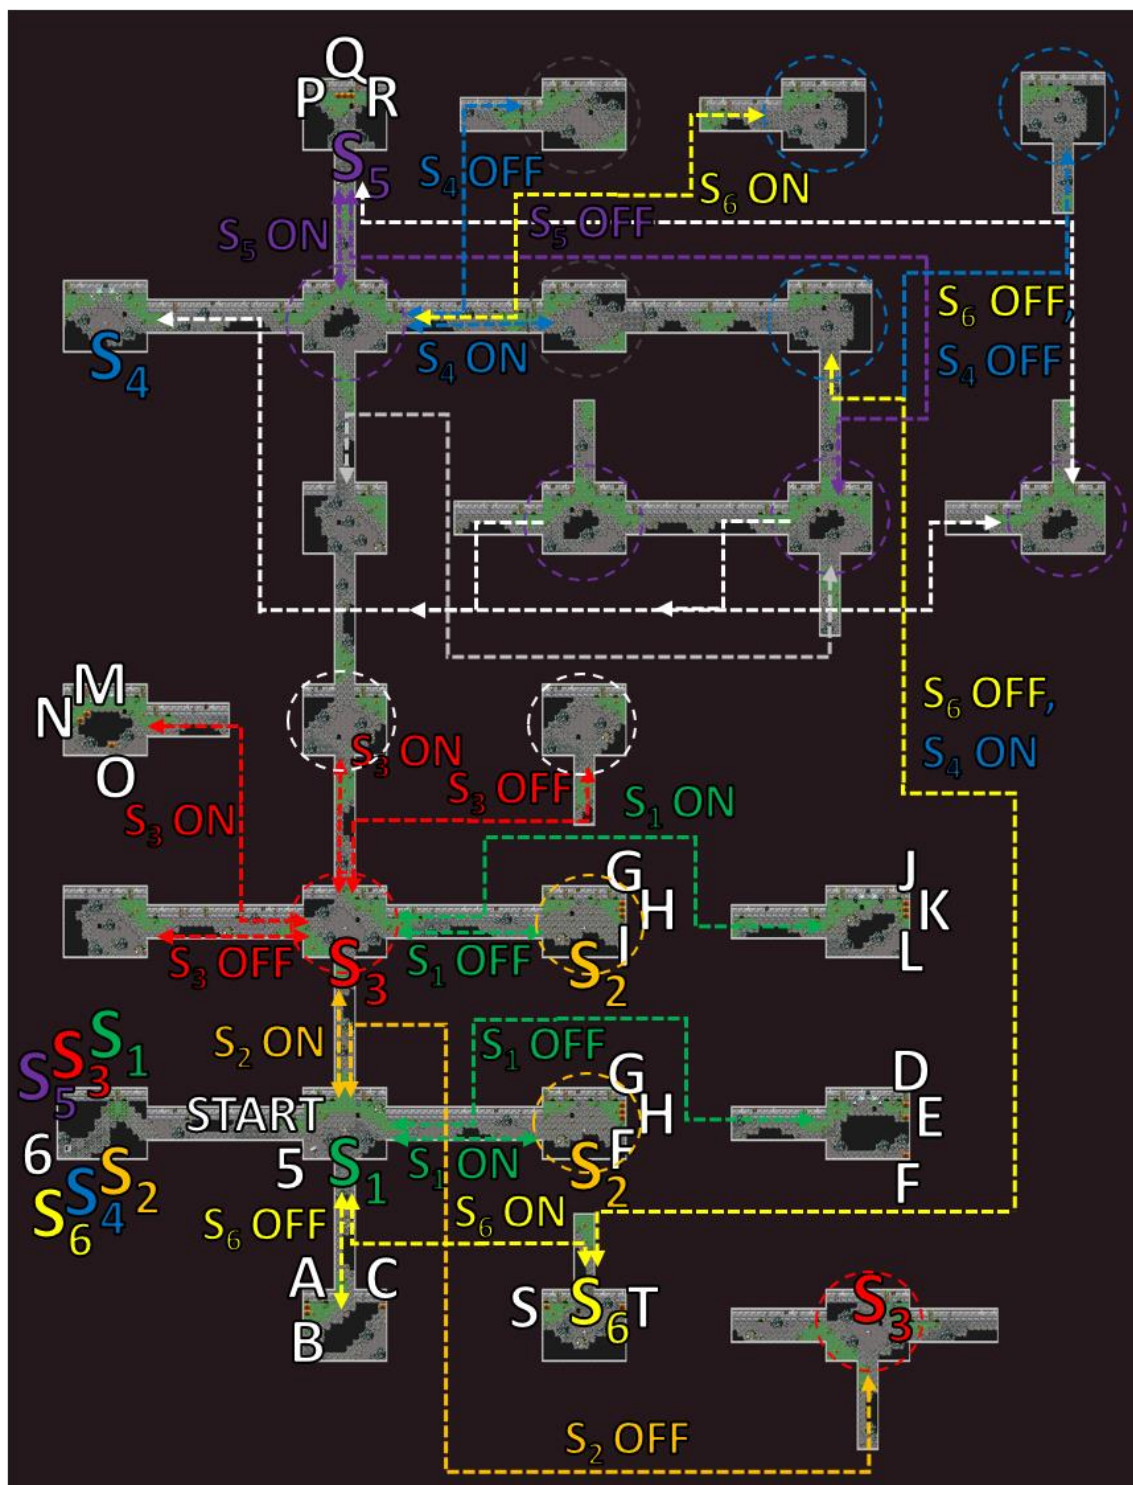 Q
P R
S5
S4 OFF
S6 ON
S5 ON
S5 OFF
S6 OFF,
S4 OFF
S4
S4 ON
S6 OFF,
S4 ON
M
N
O
S3 ON
S3 ON
S3 OFF
S1 ON
G
H
I
J
K
L
S3 OFF
S3
S1 OFF
S2
S2 ON
S1 OFF
S5 S3 S1
START
G
H
F
D
E
F
6
S6 S4 S2
5
S1
S1 ON
S2
S6 OFF
S6 ON
A C
B
S S6 T
S3
S2 OFF